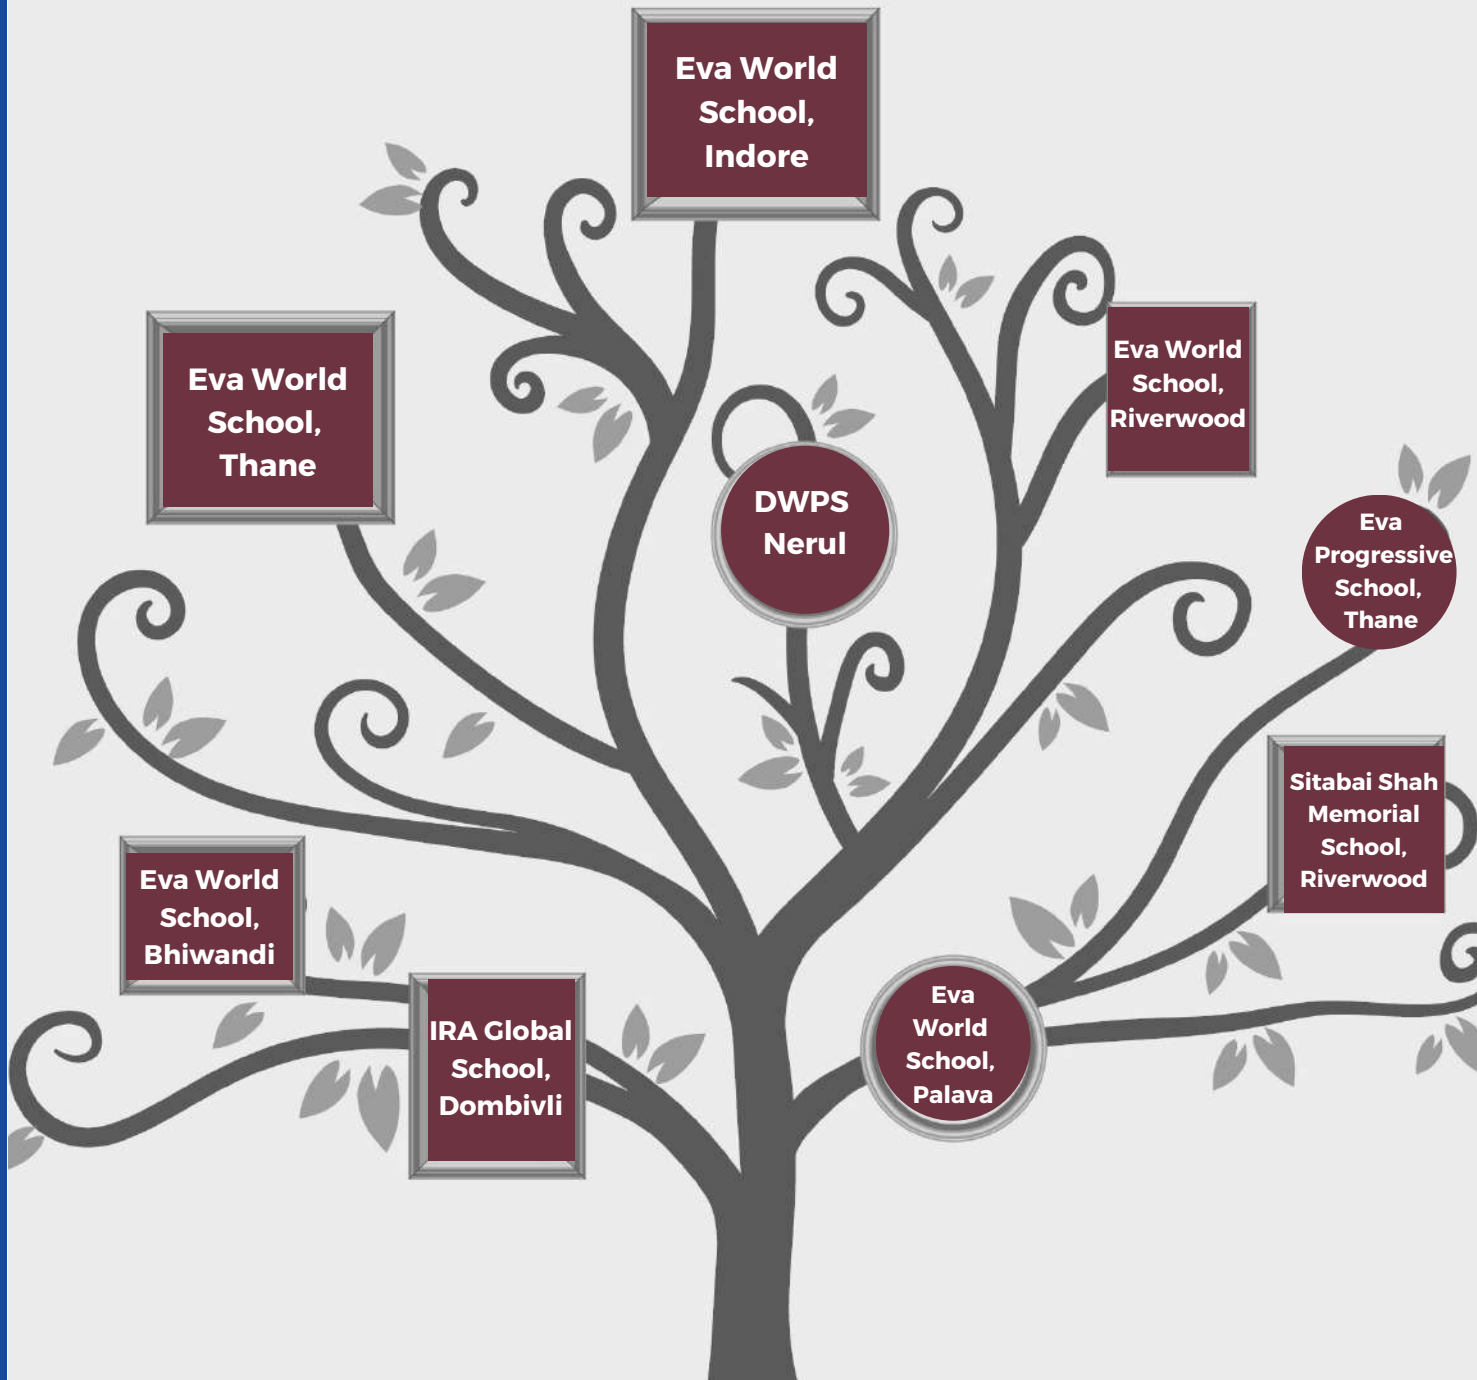 Eva World
School,
Indore
Eva World
School,
Thane
Eva World
School,
Riverwood
DWPS
Nerul
Eva
Progressive
School,
Thane
Sitabai Shah
Memorial
School,
Riverwood
Eva World
School,
Bhiwandi
IRA Global
School,
Dombivli
Eva
World
School,
Palava